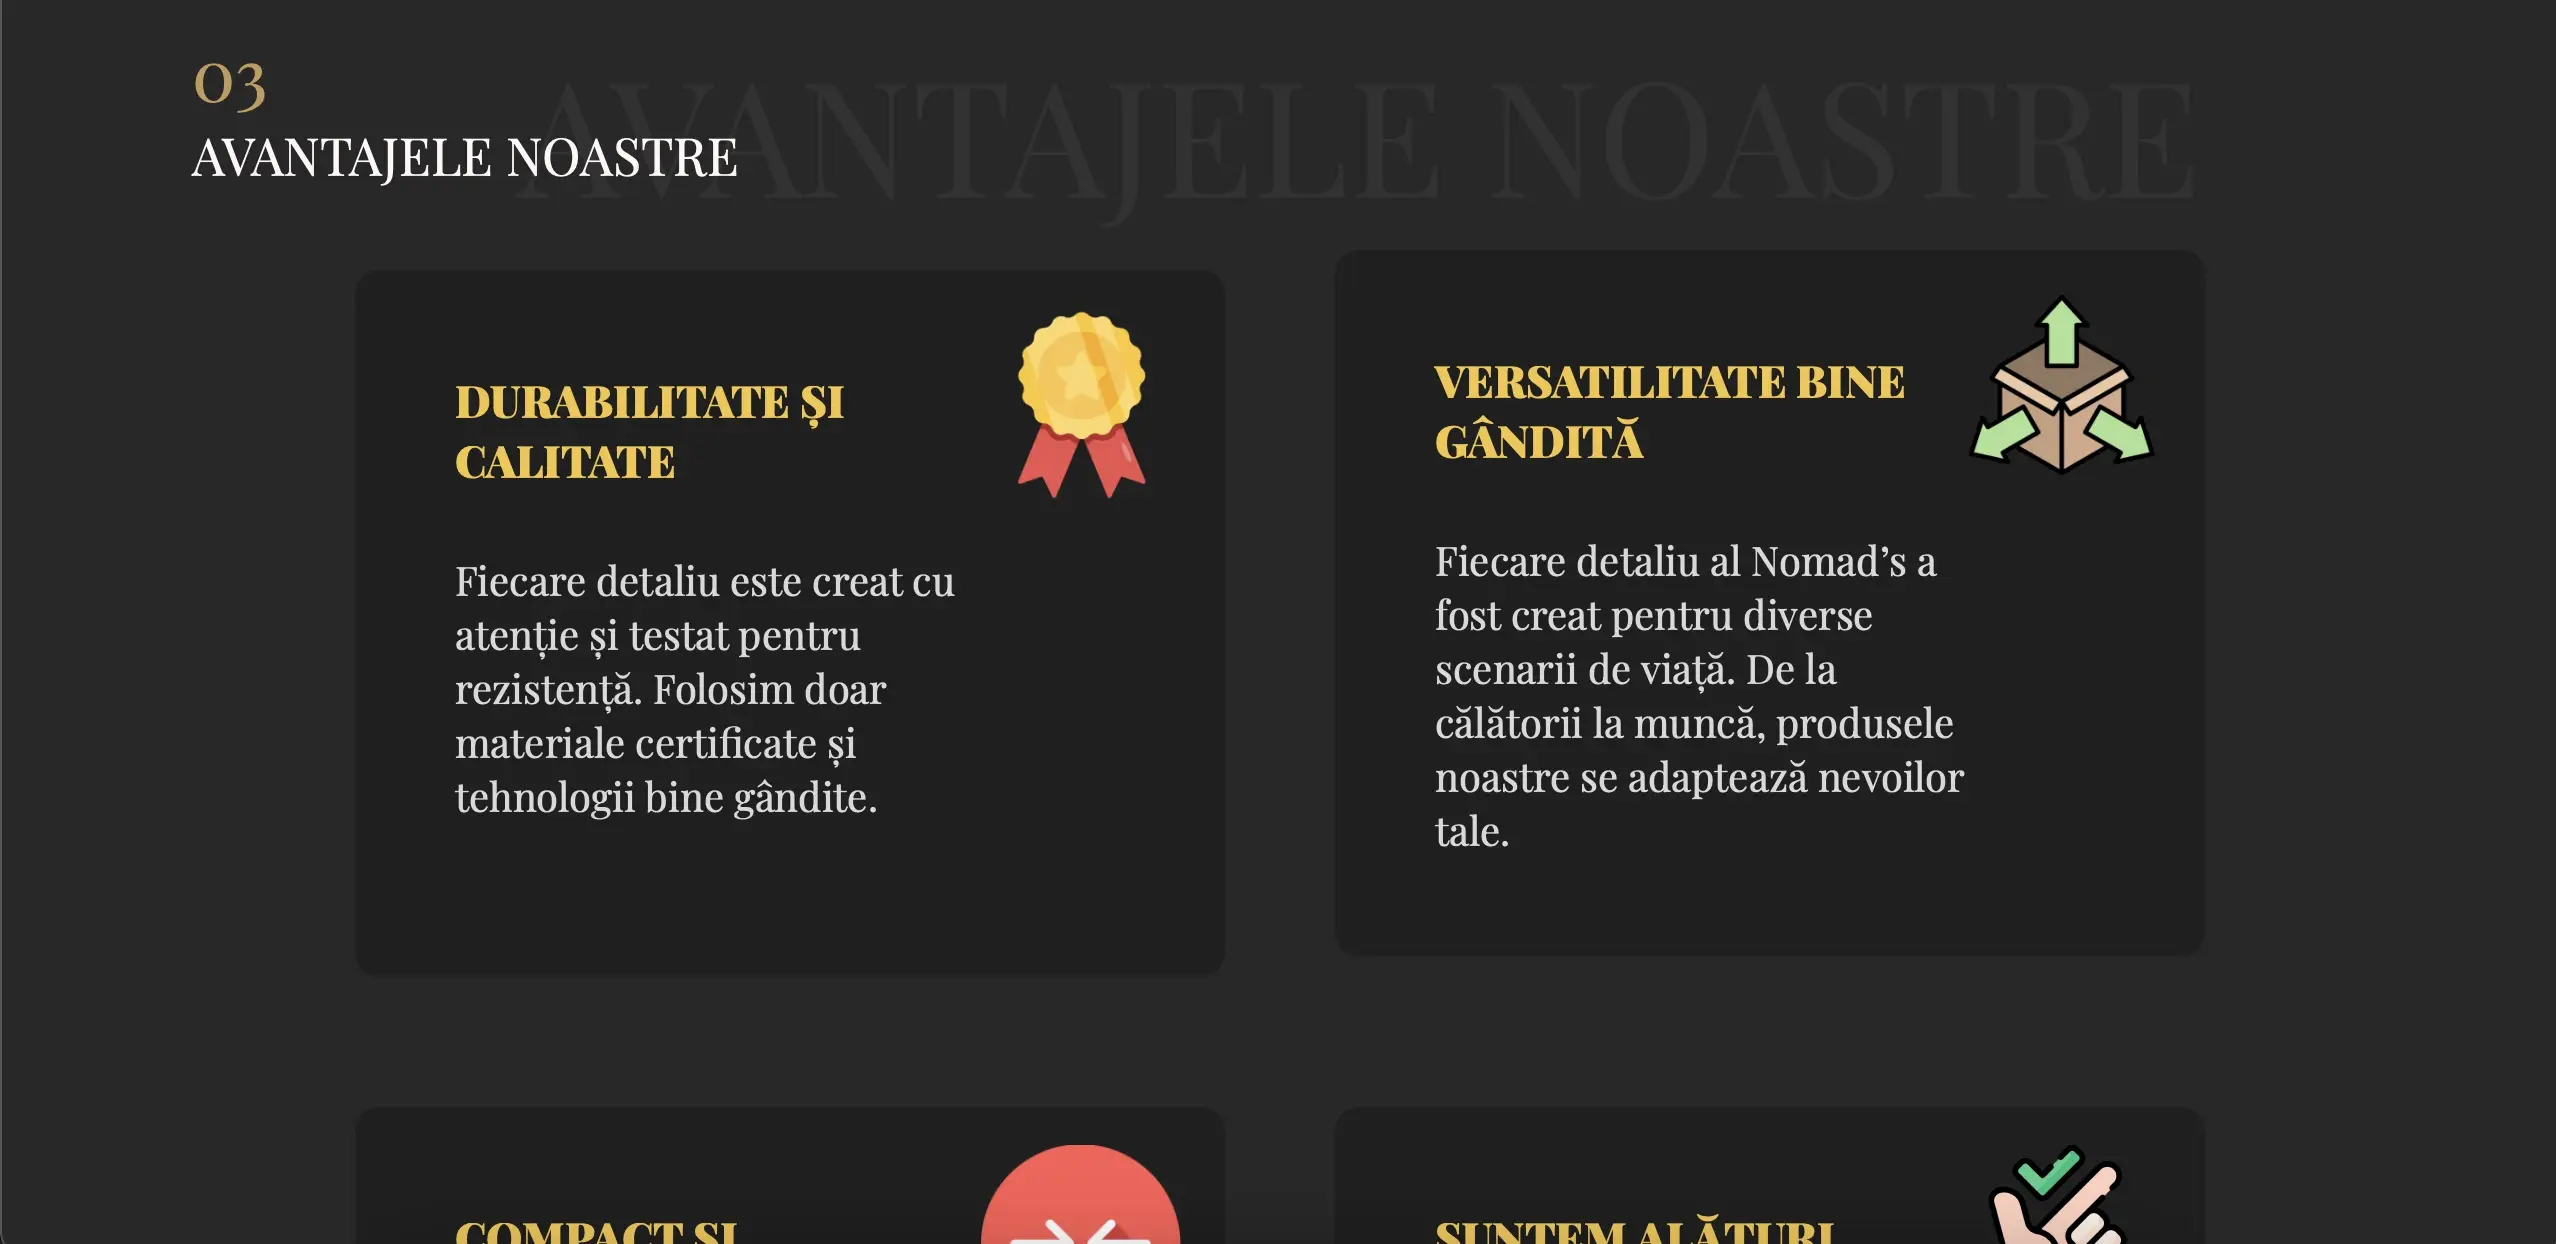 03
AVANTAJELE NOASTRE
AVANTAJELE NOASTRE
DURABILITATE ȘI
CALITATE
Fiecare detaliu este creat cu
atenție și testat pentru
rezistență. Folosim doar
materiale certificate și
tehnologii bine gândite.
VERSATILITATE BINE
GÂNDITĂ
Fiecare detaliu al Nomad’s a
fost creat pentru diverse
scenarii de viață. De la
călătorii la muncă, produsele
noastre se adaptează nevoilor
tale.
COMPACT ȘI
SUNTEM ALĂTURI